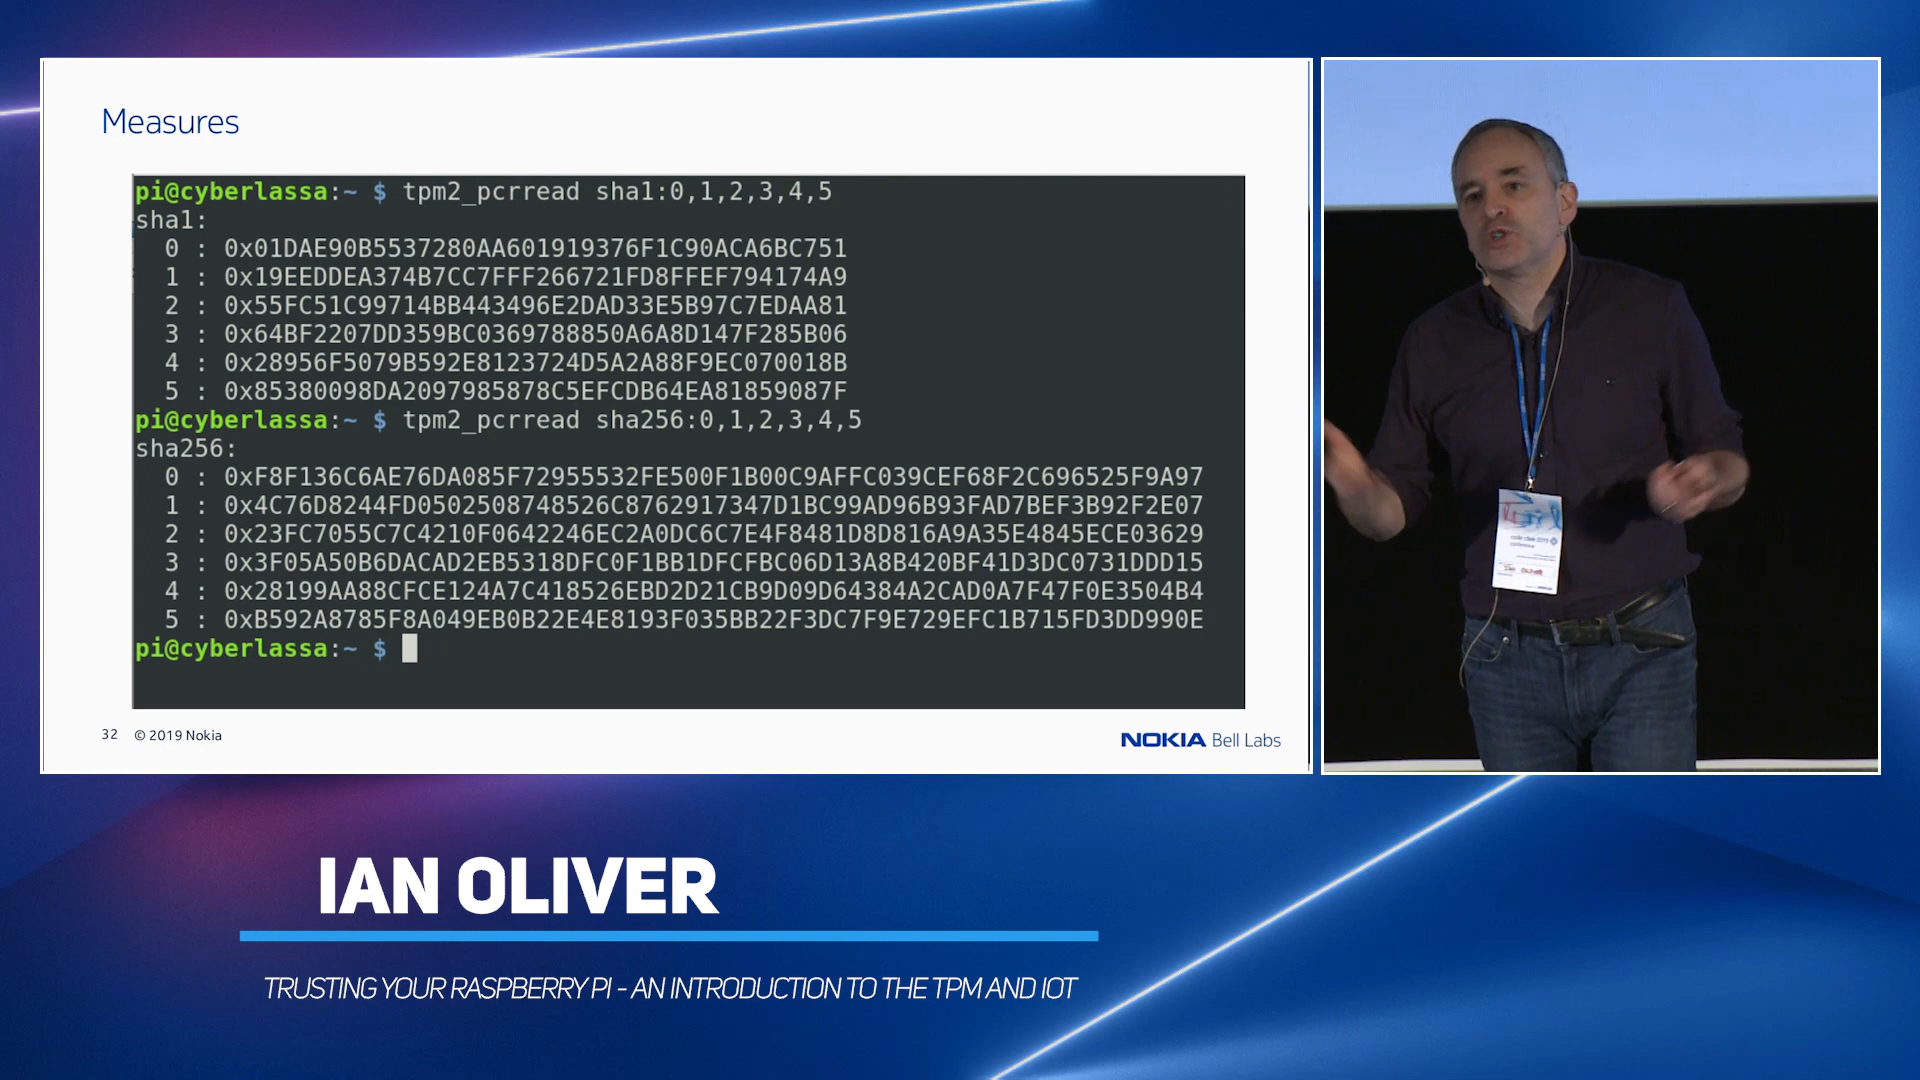 Measures
pi@cyberlassa:~ $ tpm2_pcrread sha1:0,1,2,3,4,5
sha1:
0 : 0x01DAE90B5537280AA601919376F1C90ACA6BC751
1 : 0x19EEDDEA374B7CC7FFF266721FD8FFEF794174A9
2 : 0x55FC51C99714BB443496E2DAD33E5B97C7EDAA81
3 : 0x64BF2207DD359BC0369788850A6A8D147F285B06
4 : 0x28956F5079B592E8123724D5A2A88F9EC070018B
5 : 0x85380098DA2097985878C5EFCDB64EA81859087F
pi@cyberlassa:~ $ tpm2_pcrread sha256:0,1,2,3,4,5
sha256:
0 : 0xF8F136C6AE76DA085F72955532FE500F1B00C9AFFC039CEF68F2C696525F9A97
1 : 0x4C76D8244FD0502508748526C8762917347D1BC99AD96B93FAD7BEF3B92F2E07
2 : 0x23FC7055C7C4210F0642246EC2A0DC6C7E4F8481D8D816A9A35E4845ECE03629
3 : 0x3F05A50B6DACAD2EB5318DFC0F1BB1DFCFBC06D13A8B420BF41D3DC0731DDD15
4 : 0x28199AA88CFCE124A7C418526EBD2D21CB9D09D64384A2CAD0A7F47F0E3504B4
5 : 0xB592A8785F8A049EB0B22E4E8193F035BB22F3DC7F9E729EFC1B715FD3DD990E
pi@cyberlassa:~ $
32 © 2019 Nokia
NOKIA Bell Labs
IAN OLIVER
TRUSTING YOUR RASPBERRY PI - AN INTRODUCTION TO THE TPM AND IOT